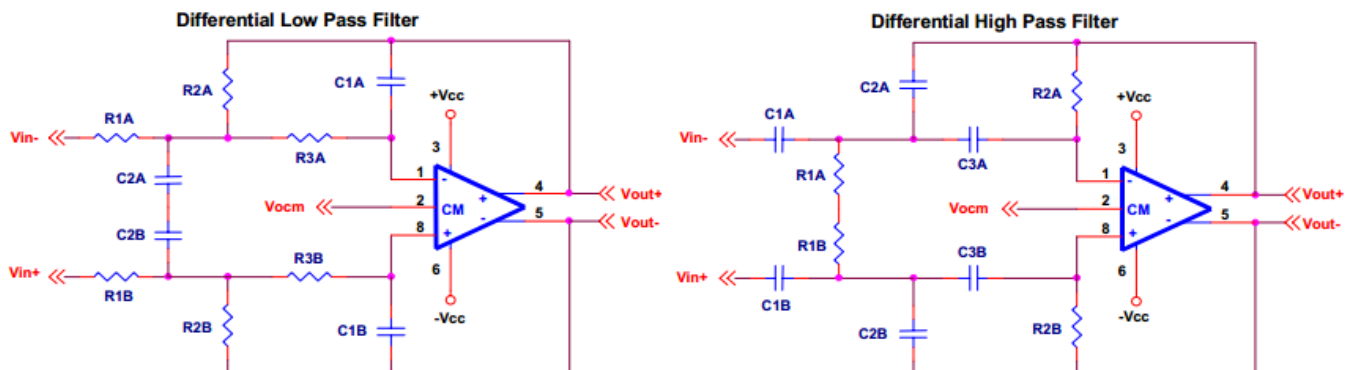 Differential Low Pass Filter
C1A
R2A
+Vcc
R1A
Vin-
3
R3A
C2A
1
-
+
4
Vout+
Vocm
2
CM
-
5
Vout-
C2B
8
+
R3B
Vin+
6
R1B
-Vcc
R2B
C1B
Differential High Pass Filter
C2A
R2A
+Vcc
C1A
Vin-
3
C3A
R1A
1
-
+
4
Vout+
Vocm
2
CM
-
5
Vout-
8
+
R1B
C3B
Vin+
6
C1B
-Vcc
C2B
R2B